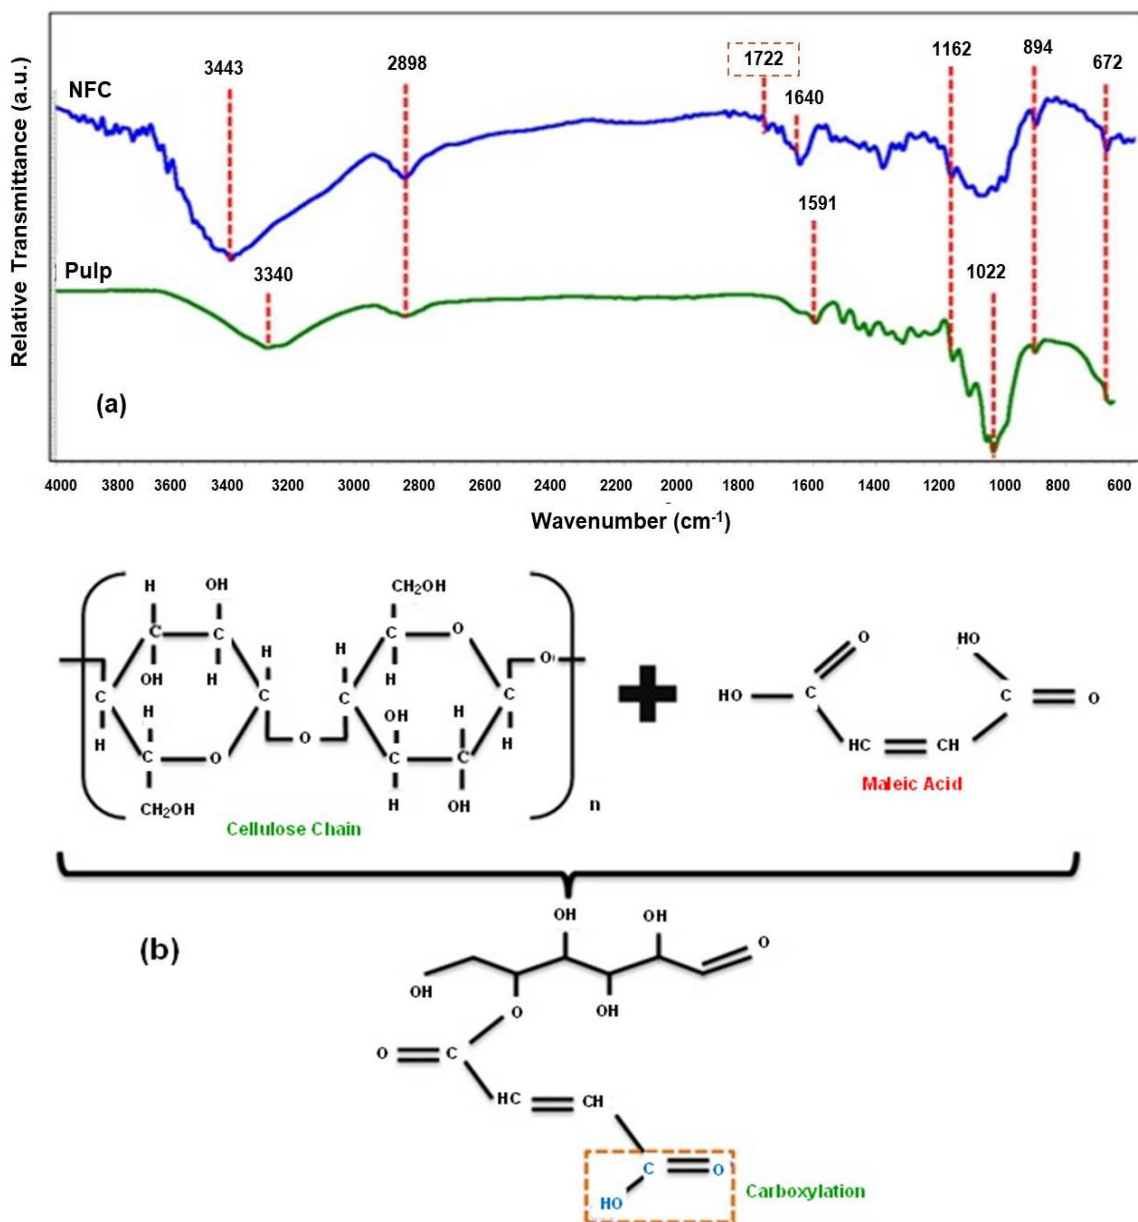 Relative Transmittance (a.u.)
3443
2898
1722
1640
1162
894
672
NFC
1591
Pulp
3340
1022
(a)
4000 3800 3600 3400 3200 3000 2800 2600 2400 2200 2000 1800 1600 1400 1200 1000 800 600
Wavenumber (cm⁻¹)
H OH CH₂OH
C C C O
H H
OH H H
C C C C O
H OH H
H H
C O O C C
H OH
CH₂OH
n
Cellulose Chain
O HO
HO C C O
HC CH
Maleic Acid
(b)
OH OH
O
OH
O OH
O C
HC CH
C O
HO
Carboxylation